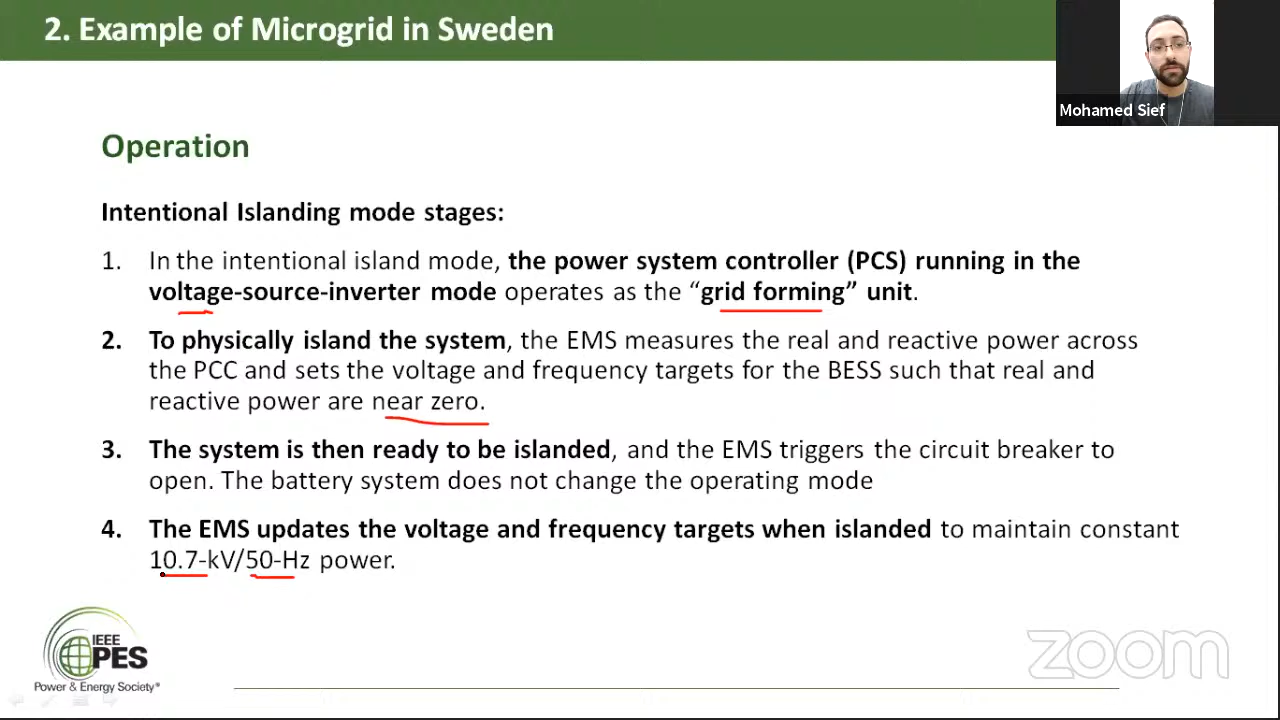 2. Example of Microgrid in Sweden
Mohamed Sief
Operation
Intentional Islanding mode stages:
1. In the intentional island mode, the power system controller (PCS) running in the
voltage-source-inverter mode operates as the “grid forming” unit.
2. To physically island the system, the EMS measures the real and reactive power across
the PCC and sets the voltage and frequency targets for the BESS such that real and
reactive power are near zero.
3. The system is then ready to be islanded, and the EMS triggers the circuit breaker to
open. The battery system does not change the operating mode
4. The EMS updates the voltage and frequency targets when islanded to maintain constant
10.7-kV/50-Hz power.
IEEE
PES
Power & Energy Society®
zoom